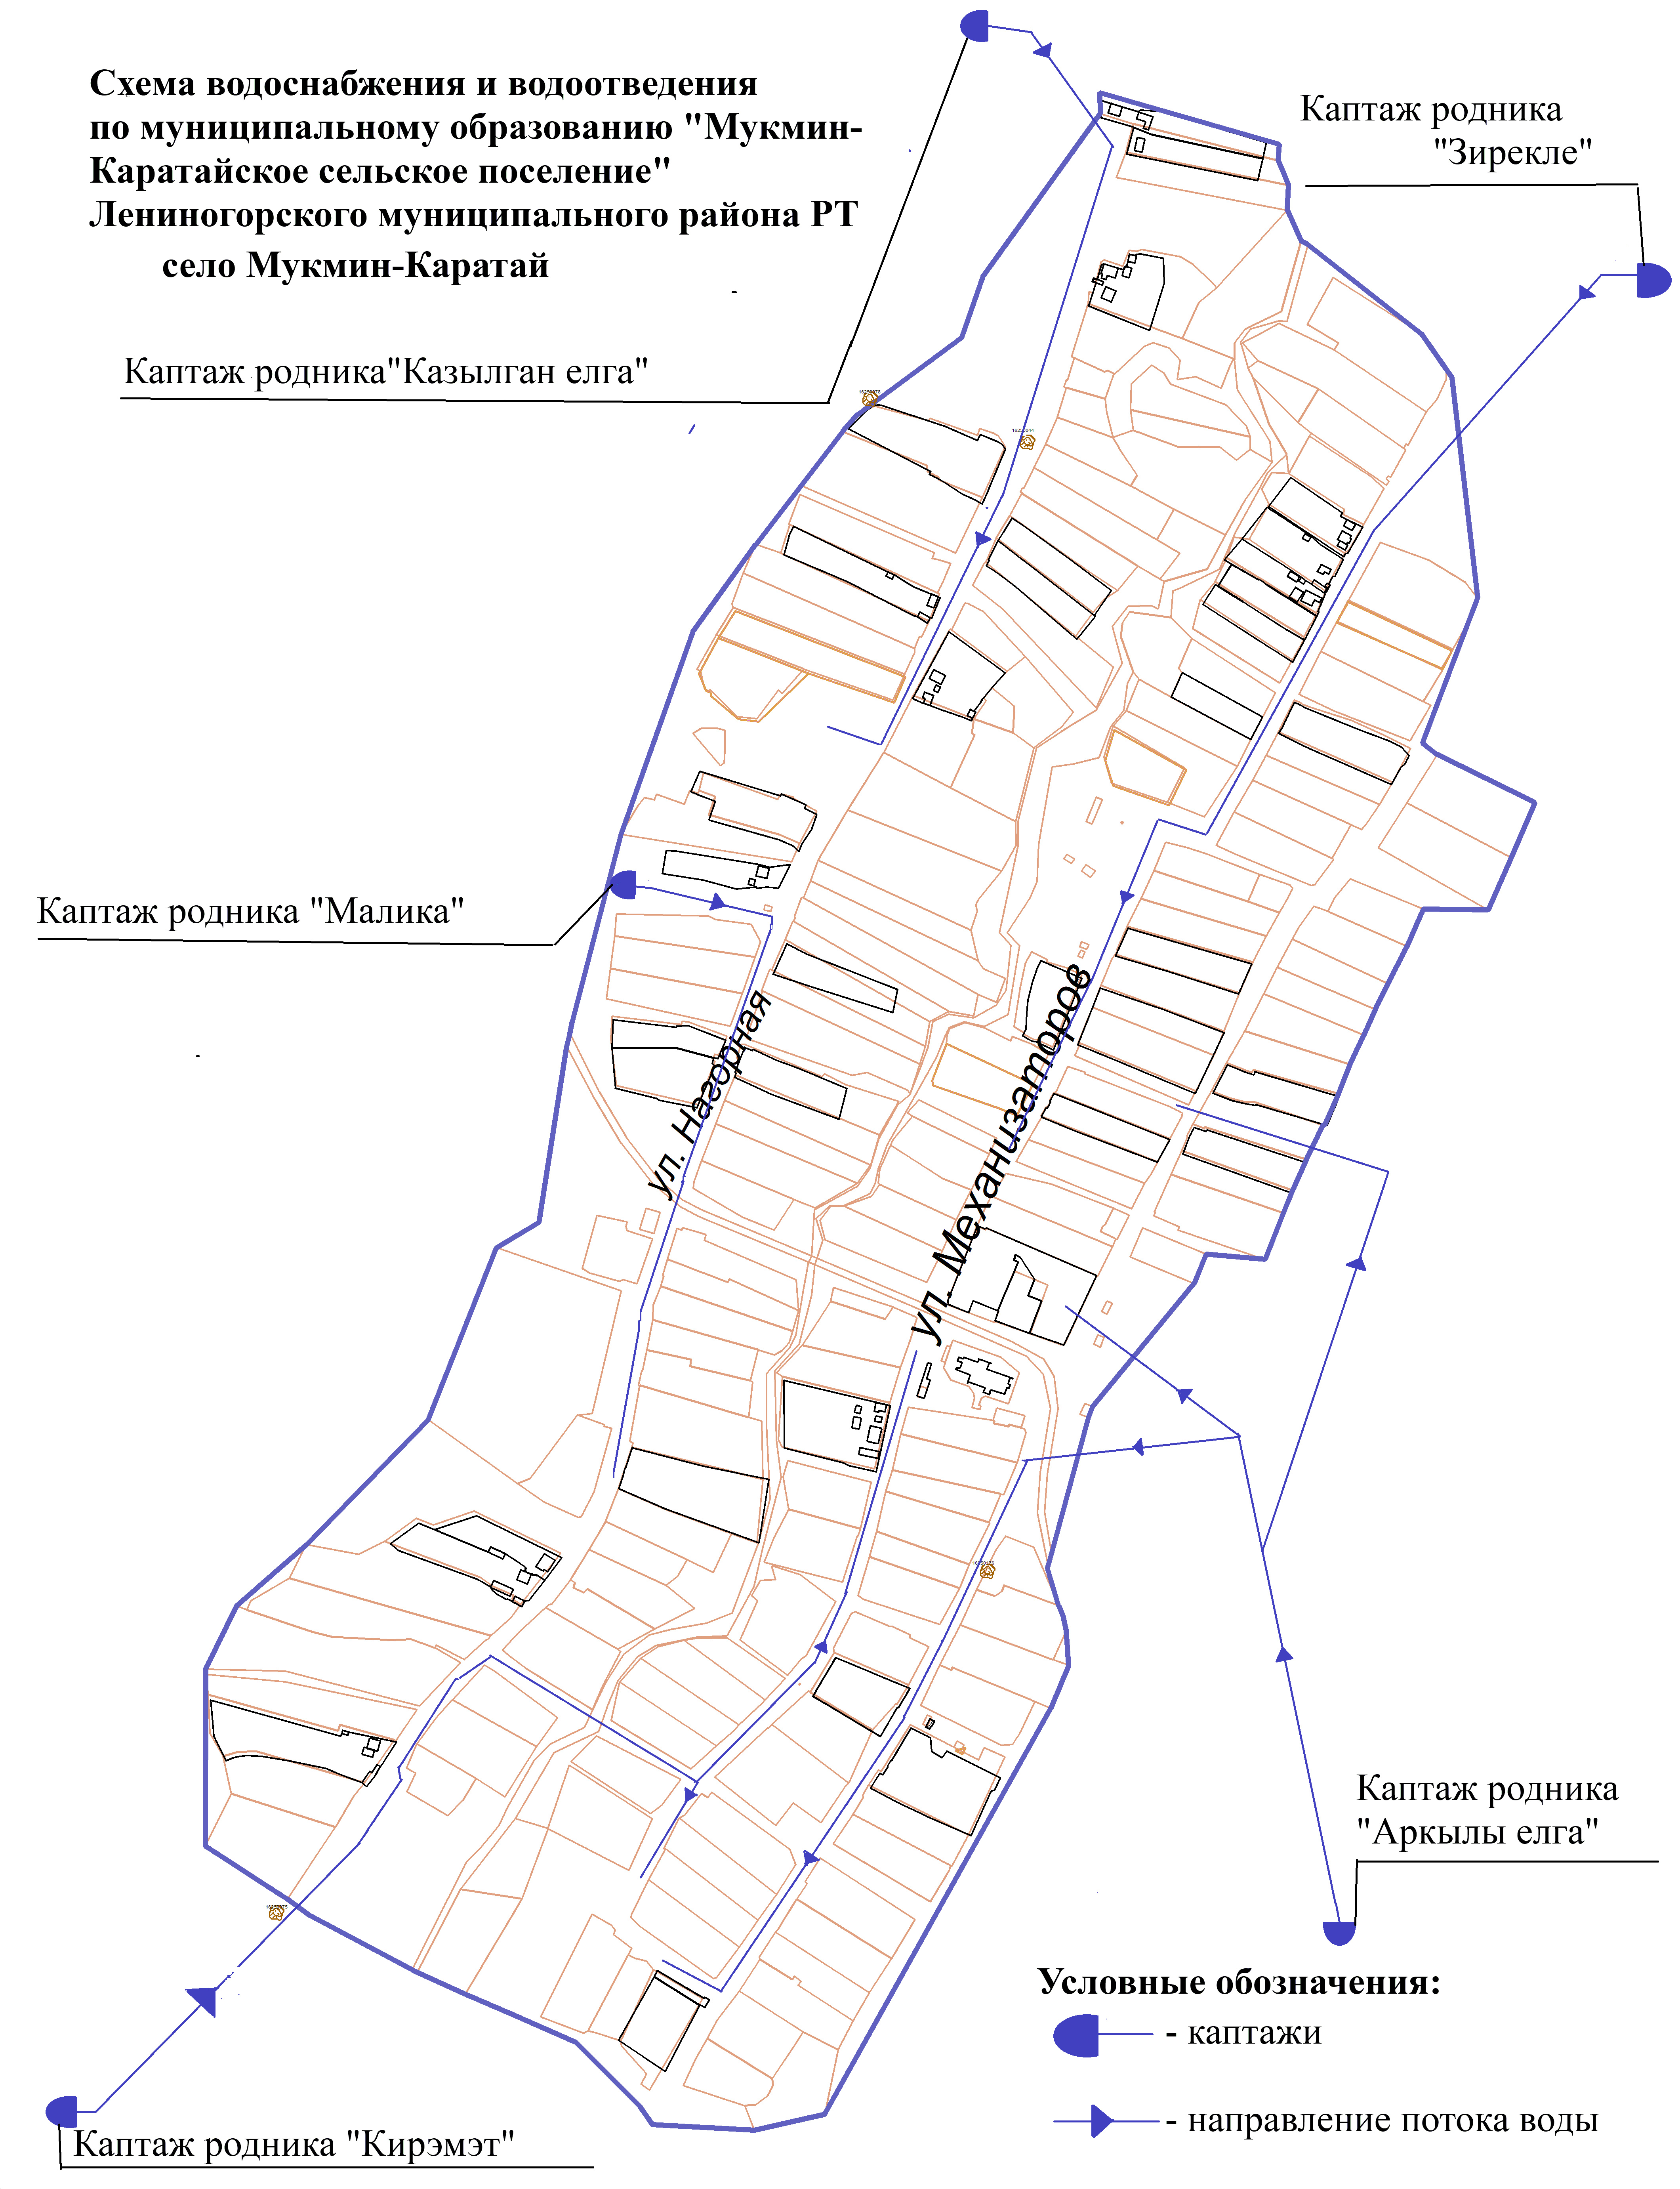 Схема водоснабжения и водоотведения
по муниципальному образованию "Мукмин-
Каратайское сельское поселение"
Лениногорского муниципального района РТ
село Мукмин-Каратай
Каптаж родника
"Зирекле"
Каптаж родника"Казылган елга"
Каптаж родника "Малика"
ул. Нагорная
ул. Механизаторов
Каптаж родника
"Аркылы елга"
Условные обозначения:
- каптажи
- направление потока воды
Каптаж родника "Кирэмэт"